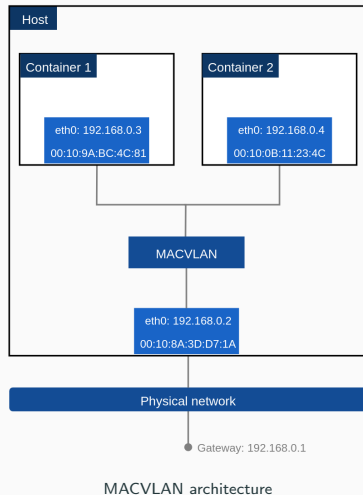 Host
Container 1
Container 2
eth0: 192.168.0.3
00:10:9A:BC:4C:81
eth0: 192.168.0.4
00:10:0B:11:23:4C
MACVLAN
eth0: 192.168.0.2
00:10:8A:3D:D7:1A
Physical network
Gateway: 192.168.0.1
MACVLAN architecture